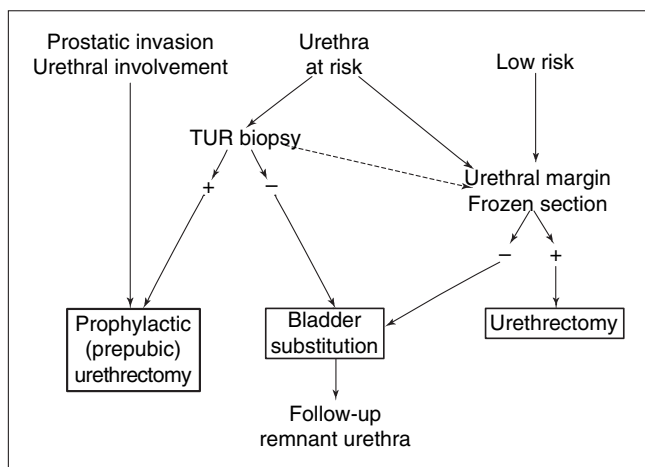 Prostatic invasion
Urethral involvement
Urethra
at risk
Low risk
TUR biopsy
Urethral margin
Frozen section
+
−
−
+
Prophylactic
(prepubic)
urethrectomy
Bladder
substitution
Urethrectomy
Follow-up
remnant urethra